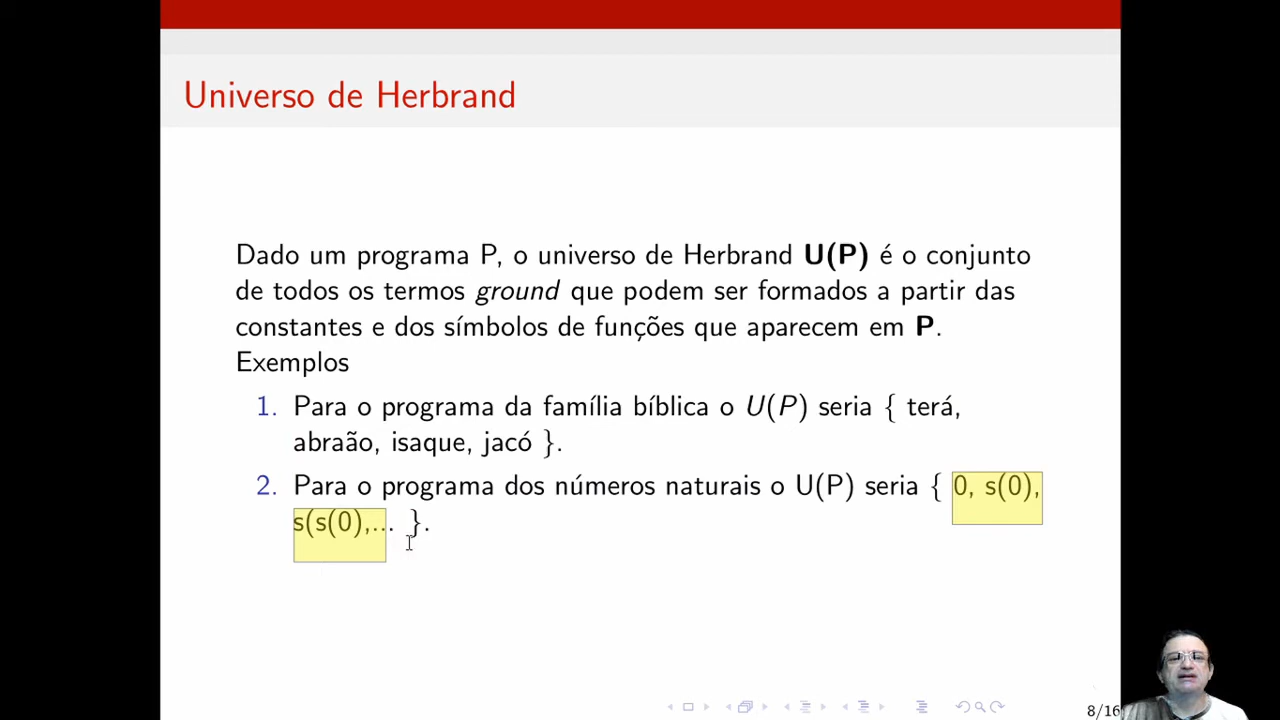 Universo de Herbrand
Dado um programa P, o universo de Herbrand U(P) é o conjunto
de todos os termos ground que podem ser formados a partir das
constantes e dos símbolos de funções que aparecem em P.
Exemplos
1. Para o programa da família bíblica o U(P) seria { terá,
abraão, isaque, jacó }.
2. Para o programa dos números naturais o U(P) seria { 0, s(0),
s(s(0),... }.
8/16